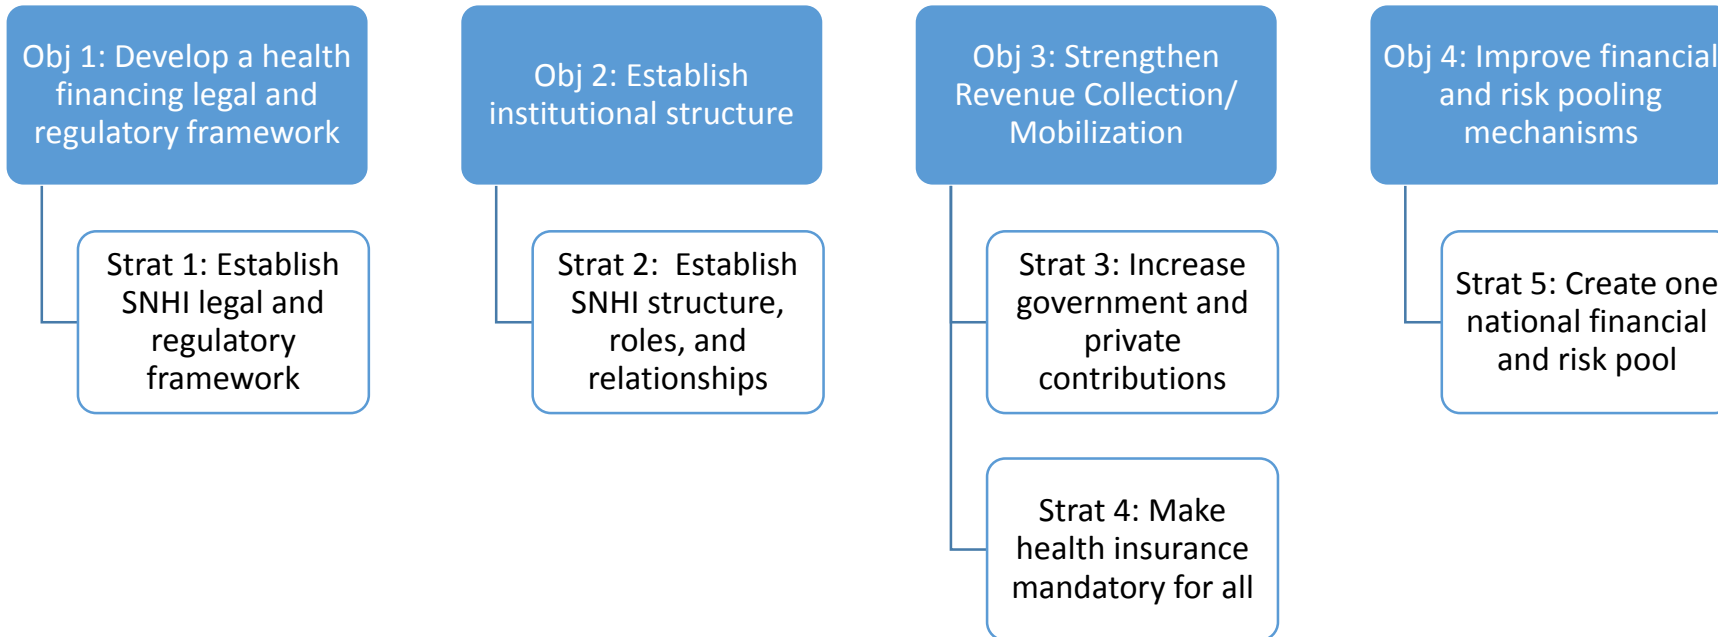 Obj 1: Develop a health
financing legal and
regulatory framework
Strat 1: Establish
SNHI legal and
regulatory
framework
Obj 2: Establish
institutional structure
Strat 2:  Establish
SNHI structure,
roles, and
relationships
Obj 3: Strengthen
Revenue Collection/
Mobilization
Strat 3: Increase
government and
private
contributions
Strat 4: Make
health insurance
mandatory for all
Obj 4: Improve financial
and risk pooling
mechanisms
Strat 5: Create one
national financial
and risk pool